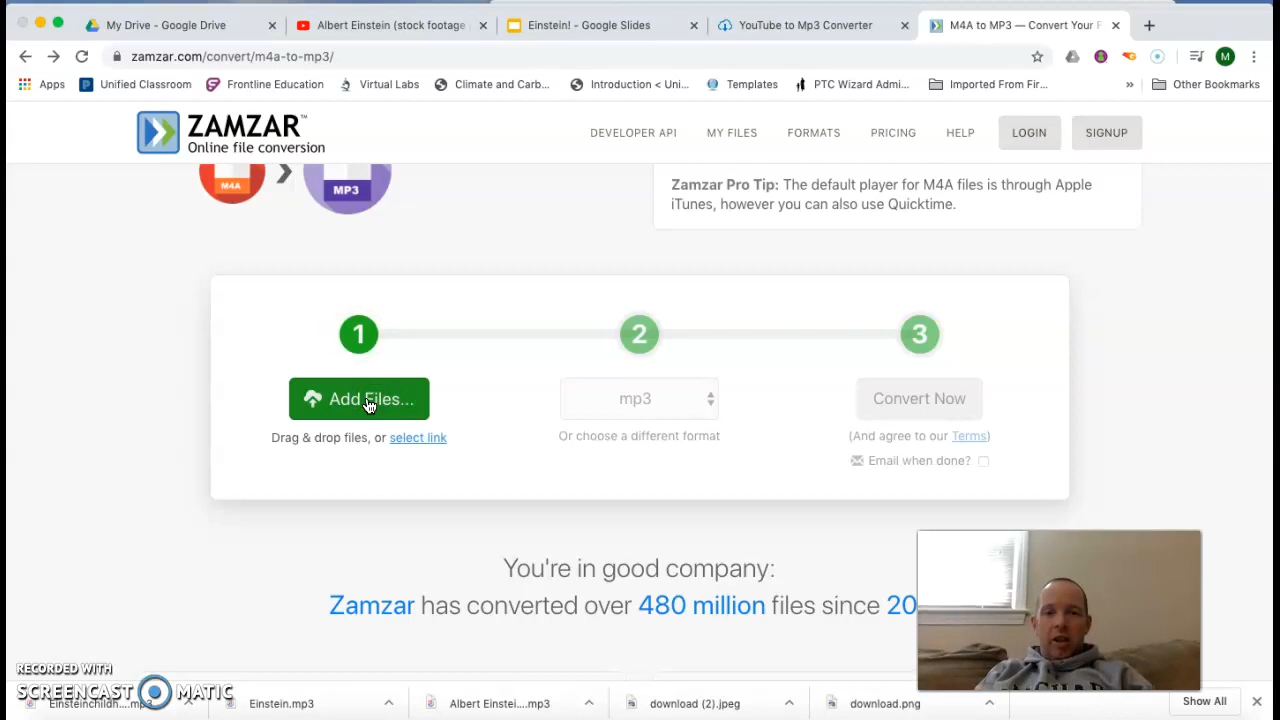 My Drive - Google Drive
Albert Einstein (stock footage
Einstein! - Google Slides
YouTube to Mp3 Converter
M4A to MP3 — Convert Your F
zamzar.com/convert/m4a-to-mp3/
M
Apps
Unified Classroom
Frontline Education
Virtual Labs
Climate and Carb...
Introduction < Uni...
Templates
PTC Wizard Admi...
Imported From Fir...
»
Other Bookmarks
ZAMZAR™
Online file conversion
DEVELOPER API
MY FILES
FORMATS
PRICING
HELP
LOGIN
SIGNUP
M4A
MP3
Zamzar Pro Tip: The default player for M4A files is through Apple
iTunes, however you can also use Quicktime.
1
2
3
Add Files...
mp3
Convert Now
Drag & drop files, or select link
Or choose a different format
(And agree to our Terms)
Email when done?
You're in good company:
Zamzar has converted over 480 million files since 20
RECORDED WITH
SCREENCAST MATIC
Einsteinchildh....mp3
Einstein.mp3
Albert Einstei....mp3
download (2).jpeg
download.png
Show All